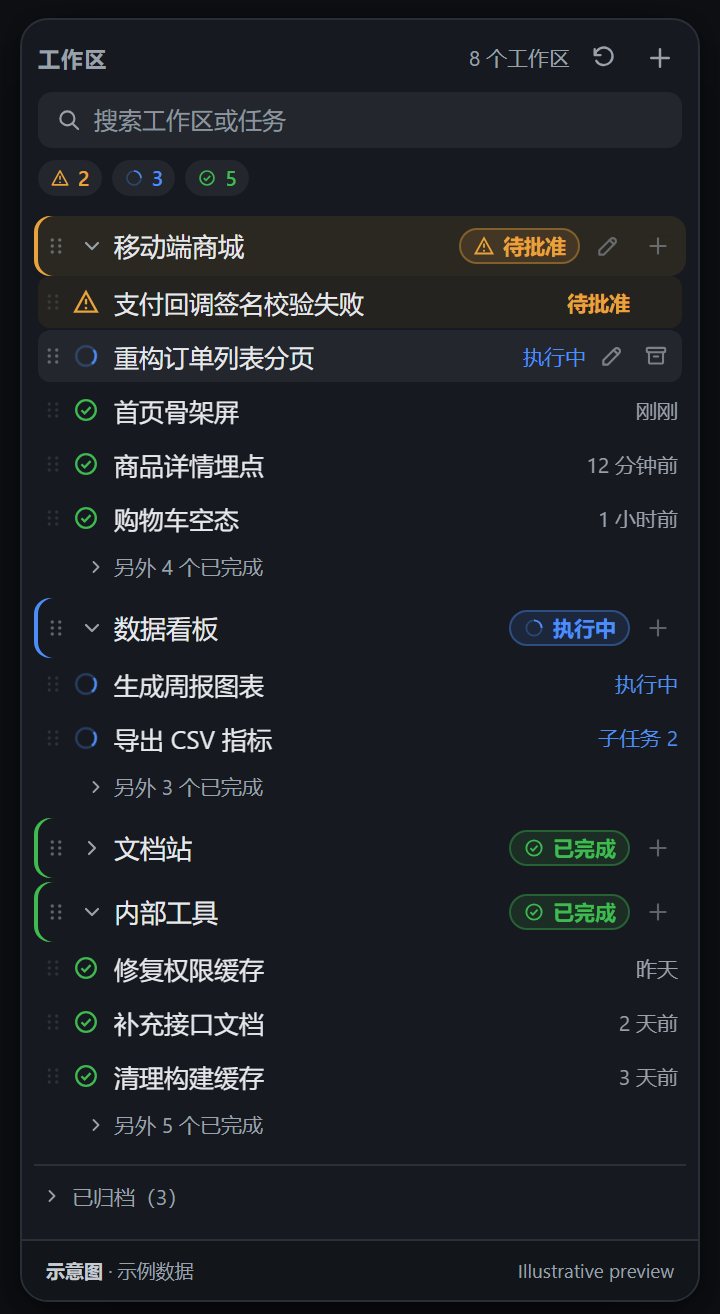 工作区 8 个工作区
搜索工作区或任务
2 3 5
移动端商城 待批准
支付回调签名校验失败 待批准
重构订单列表分页 执行中
首页骨架屏 刚刚
商品详情埋点 12 分钟前
购物车空态 1 小时前
另外 4 个已完成
数据看板 执行中
生成周报图表 执行中
导出 CSV 指标 子任务 2
另外 3 个已完成
文档站 已完成
内部工具 已完成
修复权限缓存 昨天
补充接口文档 2 天前
清理构建缓存 3 天前
另外 5 个已完成
已归档（3）
示意图 · 示例数据 Illustrative preview